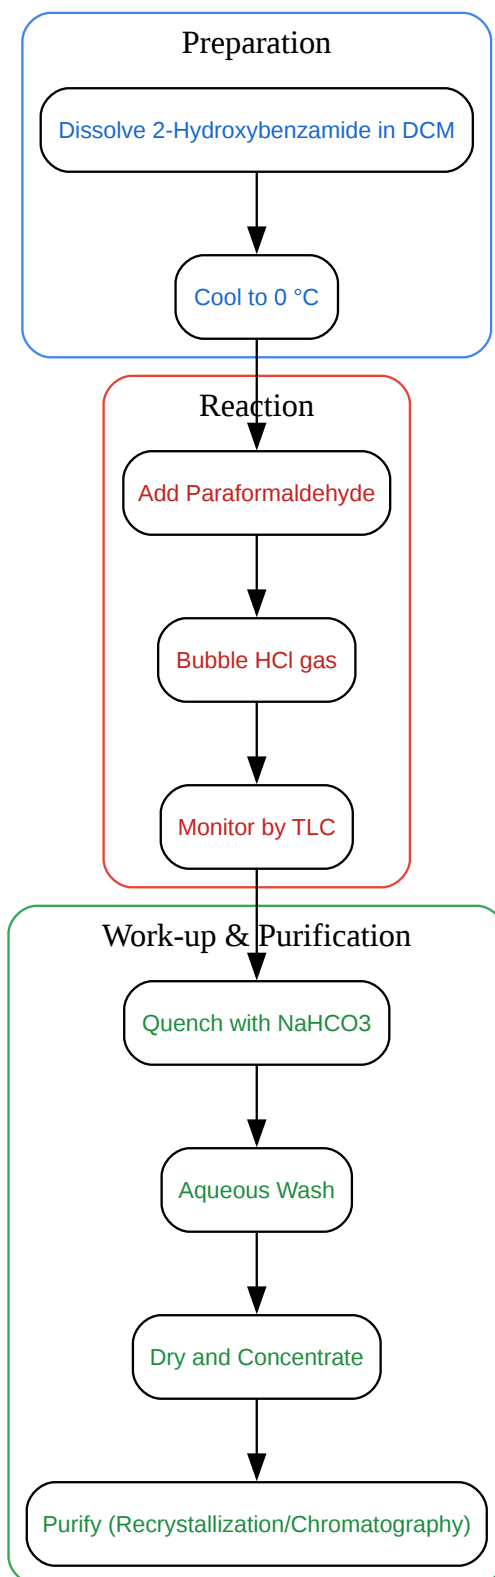 Preparation
Dissolve 2-Hydroxybenzamide in DCM
Cool to 0 °C
Reaction
Add Paraformaldehyde
Bubble HCl gas
Monitor by TLC
Work-up & Purification
Quench with NaHCO3
Aqueous Wash
Dry and Concentrate
Purify (Recrystallization/Chromatography)